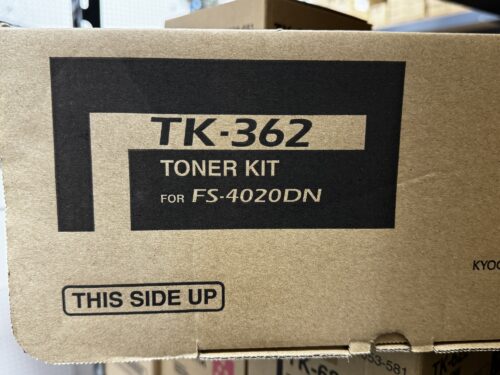 TK-362
TONER KIT
FOR FS-4020DN
THIS SIDE UP